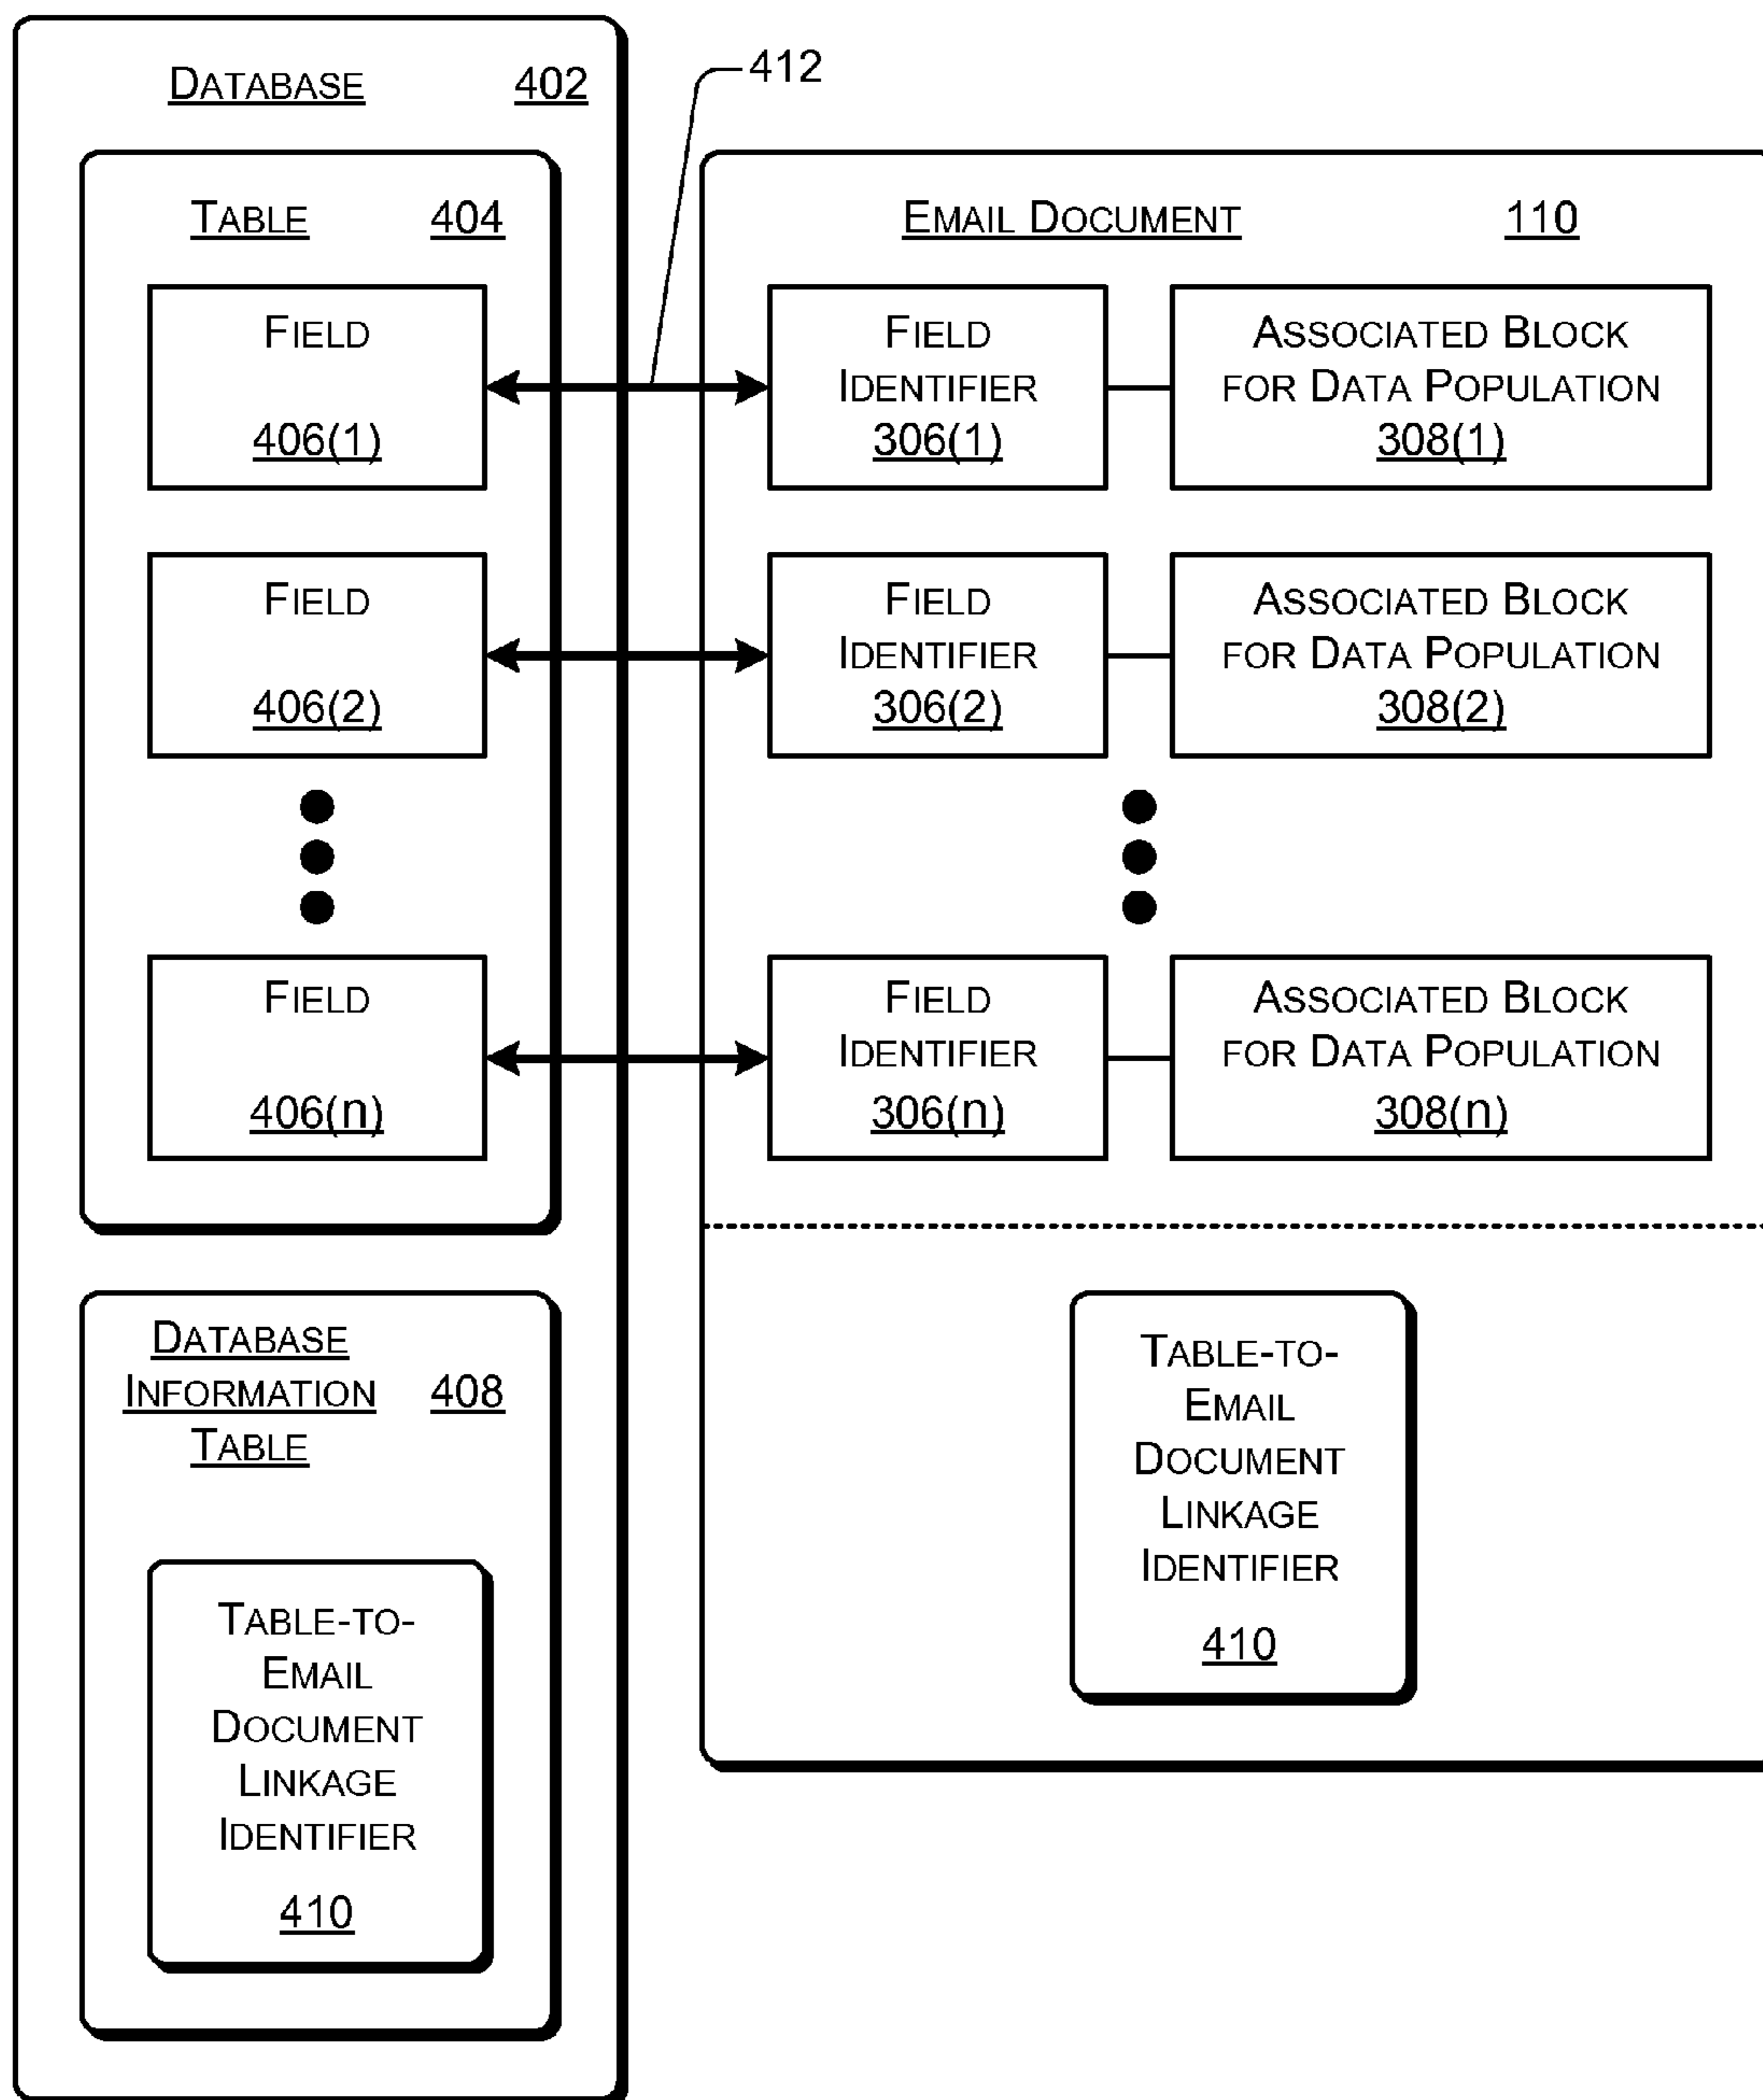 DATABASE 402
TABLE 404
FIELD
406(1)
FIELD
406(2)
FIELD
406(n)
DATABASE
INFORMATION 408
TABLE
TABLE-TO-
EMAIL
DOCUMENT
LINKAGE
IDENTIFIER
410
412
EMAIL DOCUMENT 110
FIELD
IDENTIFIER
306(1)
ASSOCIATED BLOCK
FOR DATA POPULATION
308(1)
FIELD
IDENTIFIER
306(2)
ASSOCIATED BLOCK
FOR DATA POPULATION
308(2)
FIELD
IDENTIFIER
306(n)
ASSOCIATED BLOCK
FOR DATA POPULATION
308(n)
TABLE-TO-
EMAIL
DOCUMENT
LINKAGE
IDENTIFIER
410